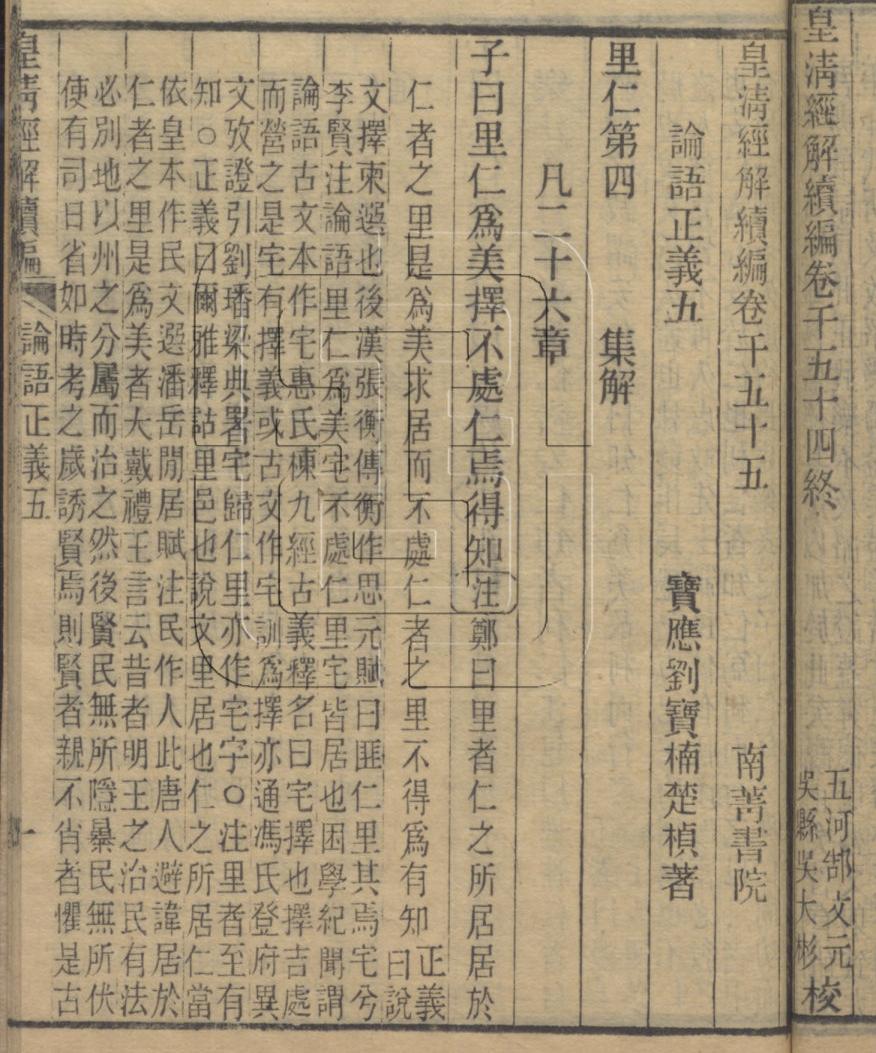 皇清經解續編卷千五十四終
五河郜文元
吳縣吳大彬
校
皇清經解續編卷千五十五
南菁書院
論語正義五
寶應劉寶楠楚楨著
里仁第四
集解
凡二十六章
子曰里仁爲美擇不處仁焉得知注鄭曰里者仁之所居居於
仁者之里是爲美求居而不處仁者之里不得爲有知
正義
曰說
文擇柬選也後漢張衡傳衡作思元賦曰匪仁里其焉宅兮
李賢注論語里仁爲美宅不處仁里宅皆居也困學紀聞謂
論語古文本作宅惠氏棟九經古義釋名曰宅擇也擇吉處
而營之是宅有擇義或古文作宅訓爲擇亦通馮氏登府異
文攷證引劉璠梁典署宅歸仁里亦作宅字○注里者至有
知○正義曰爾雅釋詁里邑也說文里居也仁之所居仁當
依皇本作民文選潘岳閒居賦注民作人此唐人避諱居於
仁者之里是爲美者大戴禮王言云昔者明王之治民有法
必別地以州之分屬而治之然後賢民無所隱暴民無所伏
使有司日省如時考之歲誘賢焉則賢者親不肖者懼是古
皇清經解續編
論語正義五
一